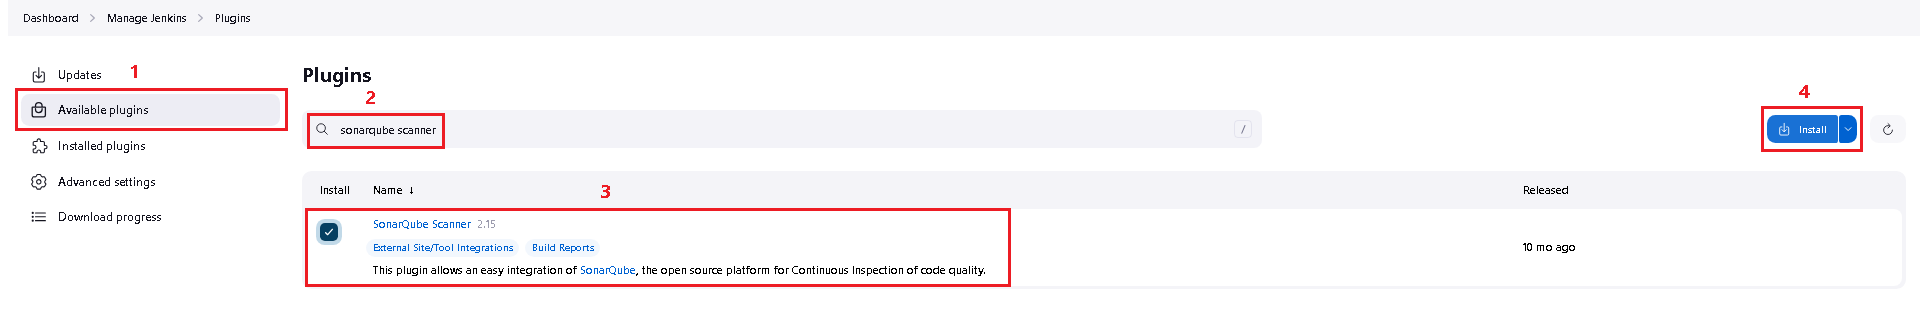 Dashboard > Manage Jenkins > Plugins
Updates
1
Available plugins
Installed plugins
Advanced settings
Download progress
Plugins
2
sonarqube scanner
/
4
Install
3
Install Name ↓ Released
SonarQube Scanner 2.15
External Site/Tool Integrations Build Reports
10 mo ago
This plugin allows an easy integration of SonarQube, the open source platform for Continuous Inspection of code quality.